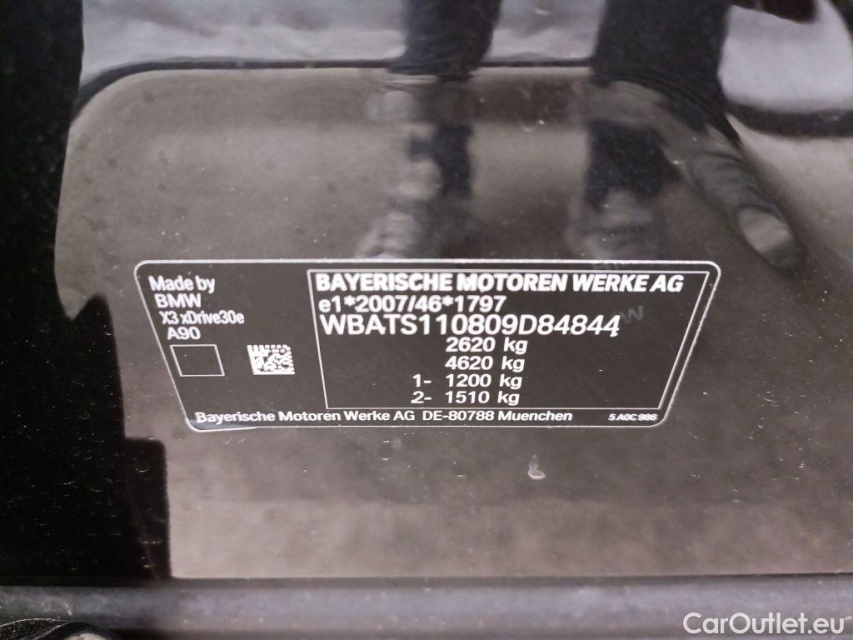 Made by
BMW
X3 xDrive30e
A90
BAYERISCHE MOTOREN WERKE AG
e1*2007/46*1797
WBATS110809D84844
2620 kg
4620 kg
1- 1200 kg
2- 1510 kg
Bayerische Motoren Werke AG DE-80788 Muenchen
5 A0C 986
CarOutlet.eu